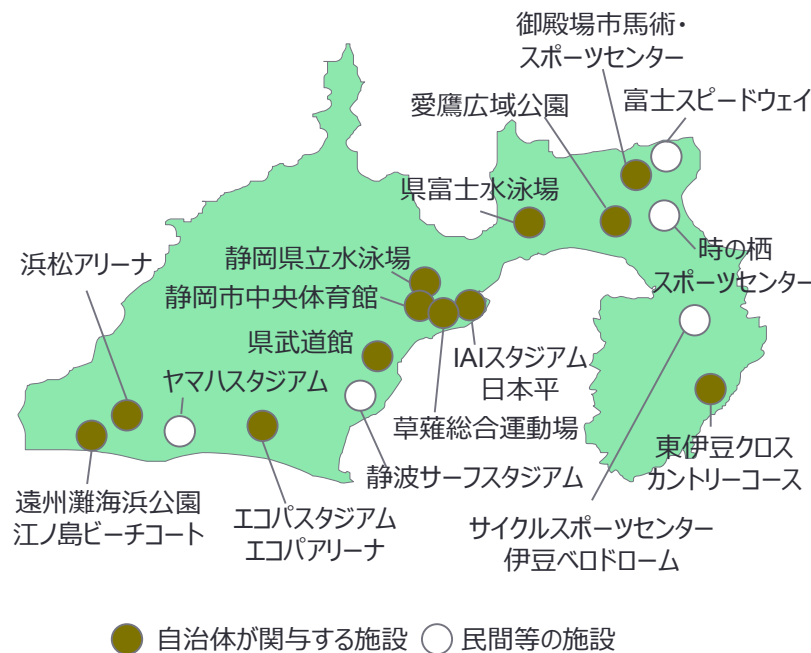 御殿場市馬術・
スポーツセンター
愛鷹広域公園
富士スピードウェイ
県富士水泳場
時の栖
スポーツセンター
浜松アリーナ
静岡県立水泳場
静岡市中央体育館
県武道館
IAIスタジアム
日本平
ヤマハスタジアム
草薙総合運動場
東伊豆クロス
カントリーコース
静波サーフスタジアム
遠州灘海浜公園
江ノ島ビーチコート
エコパスタジアム
エコパアリーナ
サイクルスポーツセンター
伊豆ベロドローム
自治体が関与する施設
民間等の施設